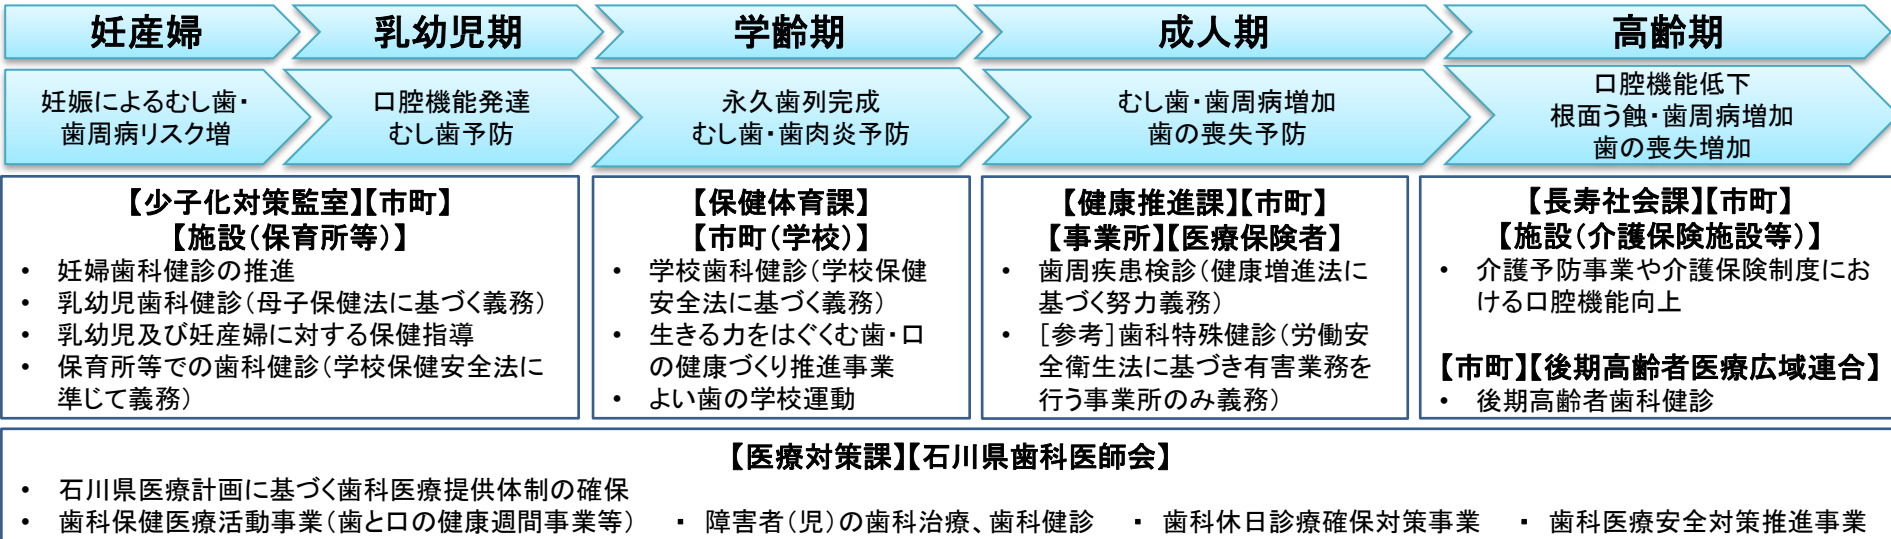 妊産婦
乳幼児期
学齢期
成人期
高齢期
妊娠によるむし歯・
歯周病リスク増
口腔機能発達
むし歯予防
永久歯列完成
むし歯・歯肉炎予防
むし歯・歯周病増加
歯の喪失予防
口腔機能低下
根面う蝕・歯周病増加
歯の喪失増加
【少子化対策監室】【市町】
【施設（保育所等）】
• 妊婦歯科健診の推進
• 乳幼児歯科健診（母子保健法に基づく義務）
• 乳幼児及び妊産婦に対する保健指導
• 保育所等での歯科健診（学校保健安全法に
準じて義務）
【保健体育課】
【市町（学校）】
• 学校歯科健診（学校保健
安全法に基づく義務）
• 生きる力をはぐくむ歯・口
の健康づくり推進事業
• よい歯の学校運動
【健康推進課】【市町】
【事業所】【医療保険者】
• 歯周疾患検診（健康増進法に
基づく努力義務）
• ［参考］歯科特殊健診（労働安
全衛生法に基づき有害業務を
行う事業所のみ義務）
【長寿社会課】【市町】
【施設（介護保険施設等）】
• 介護予防事業や介護保険制度にお
ける口腔機能向上
【市町】【後期高齢者医療広域連合】
• 後期高齢者歯科健診
【医療対策課】【石川県歯科医師会】
• 石川県医療計画に基づく歯科医療提供体制の確保
• 歯科保健医療活動事業（歯と口の健康週間事業等） ▪ 障害者（児）の歯科治療、歯科健診 ▪ 歯科休日診療確保対策事業 ▪ 歯科医療安全対策推進事業